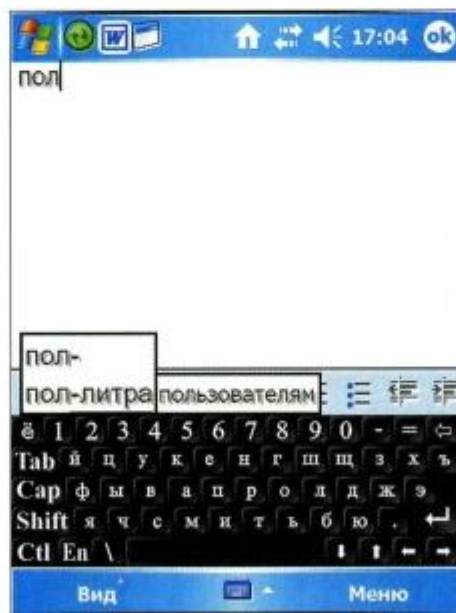 17:04 ok
пол
пол-
пол-литра пользователям
ё 1 2 3 4 5 6 7 8 9 0 - =
Tab й ц у к е н г ш щ з х ъ
Cap ф ы в а п р о л д ж э
Shift я ч с м и т ь б ю .
Ctl En \
Вид Меню